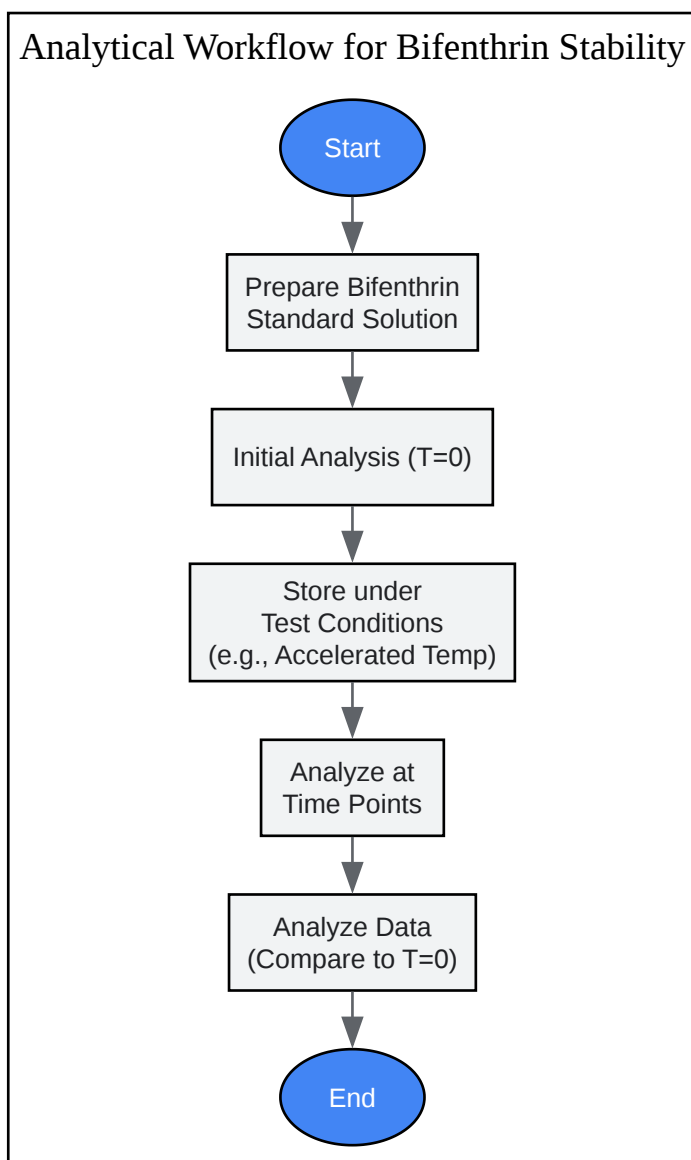 Analytical Workflow for Bifenthrin Stability
Start
Prepare Bifenthrin
Standard Solution
Initial Analysis (T=0)
Store under
Test Conditions
(e.g., Accelerated Temp)
Analyze at
Time Points
Analyze Data
(Compare to T=0)
End